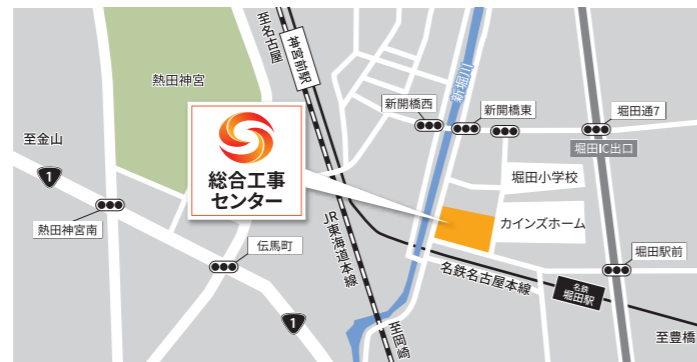 至名古屋
神宮前駅
熱田神宮
新堀川
新開橋西
新開橋東
堀田通7
至金山
堀田IC出口
総合工事
センター
堀田小学校
1
カインズホーム
熱田神宮南
JR東海道本線
伝馬町
名鉄名古屋本線
堀田駅前
名鉄
堀田駅
1
至岡崎
至豊橋